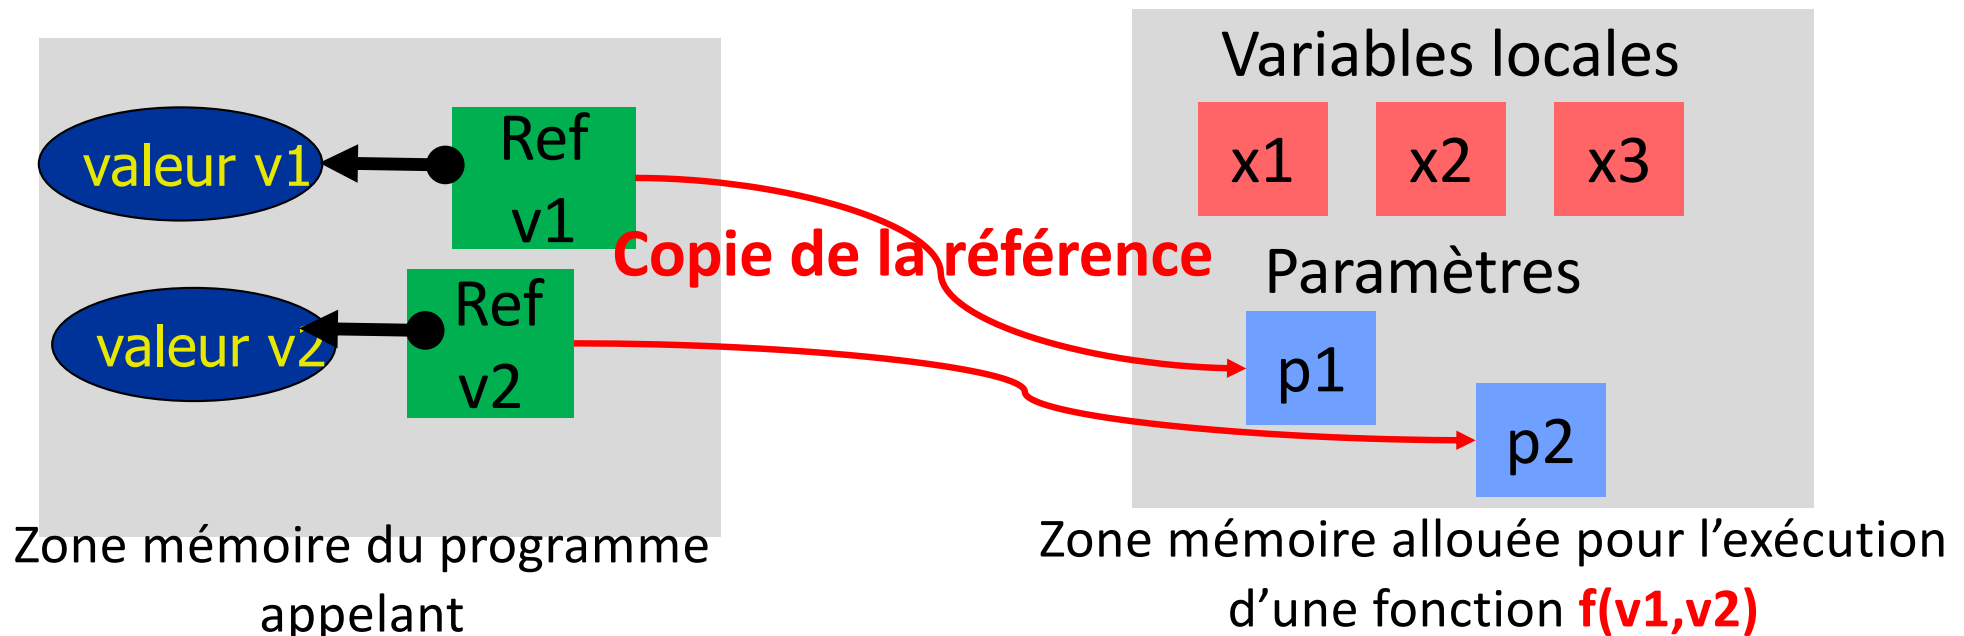 valeur v1
Ref
v1
valeur v2
Ref
v2
Zone mémoire du programme
appelant
Copie de la référence
Variables locales
x1 x2 x3
Paramètres
p1
p2
Zone mémoire allouée pour l’exécution
d’une fonction f(v1,v2)